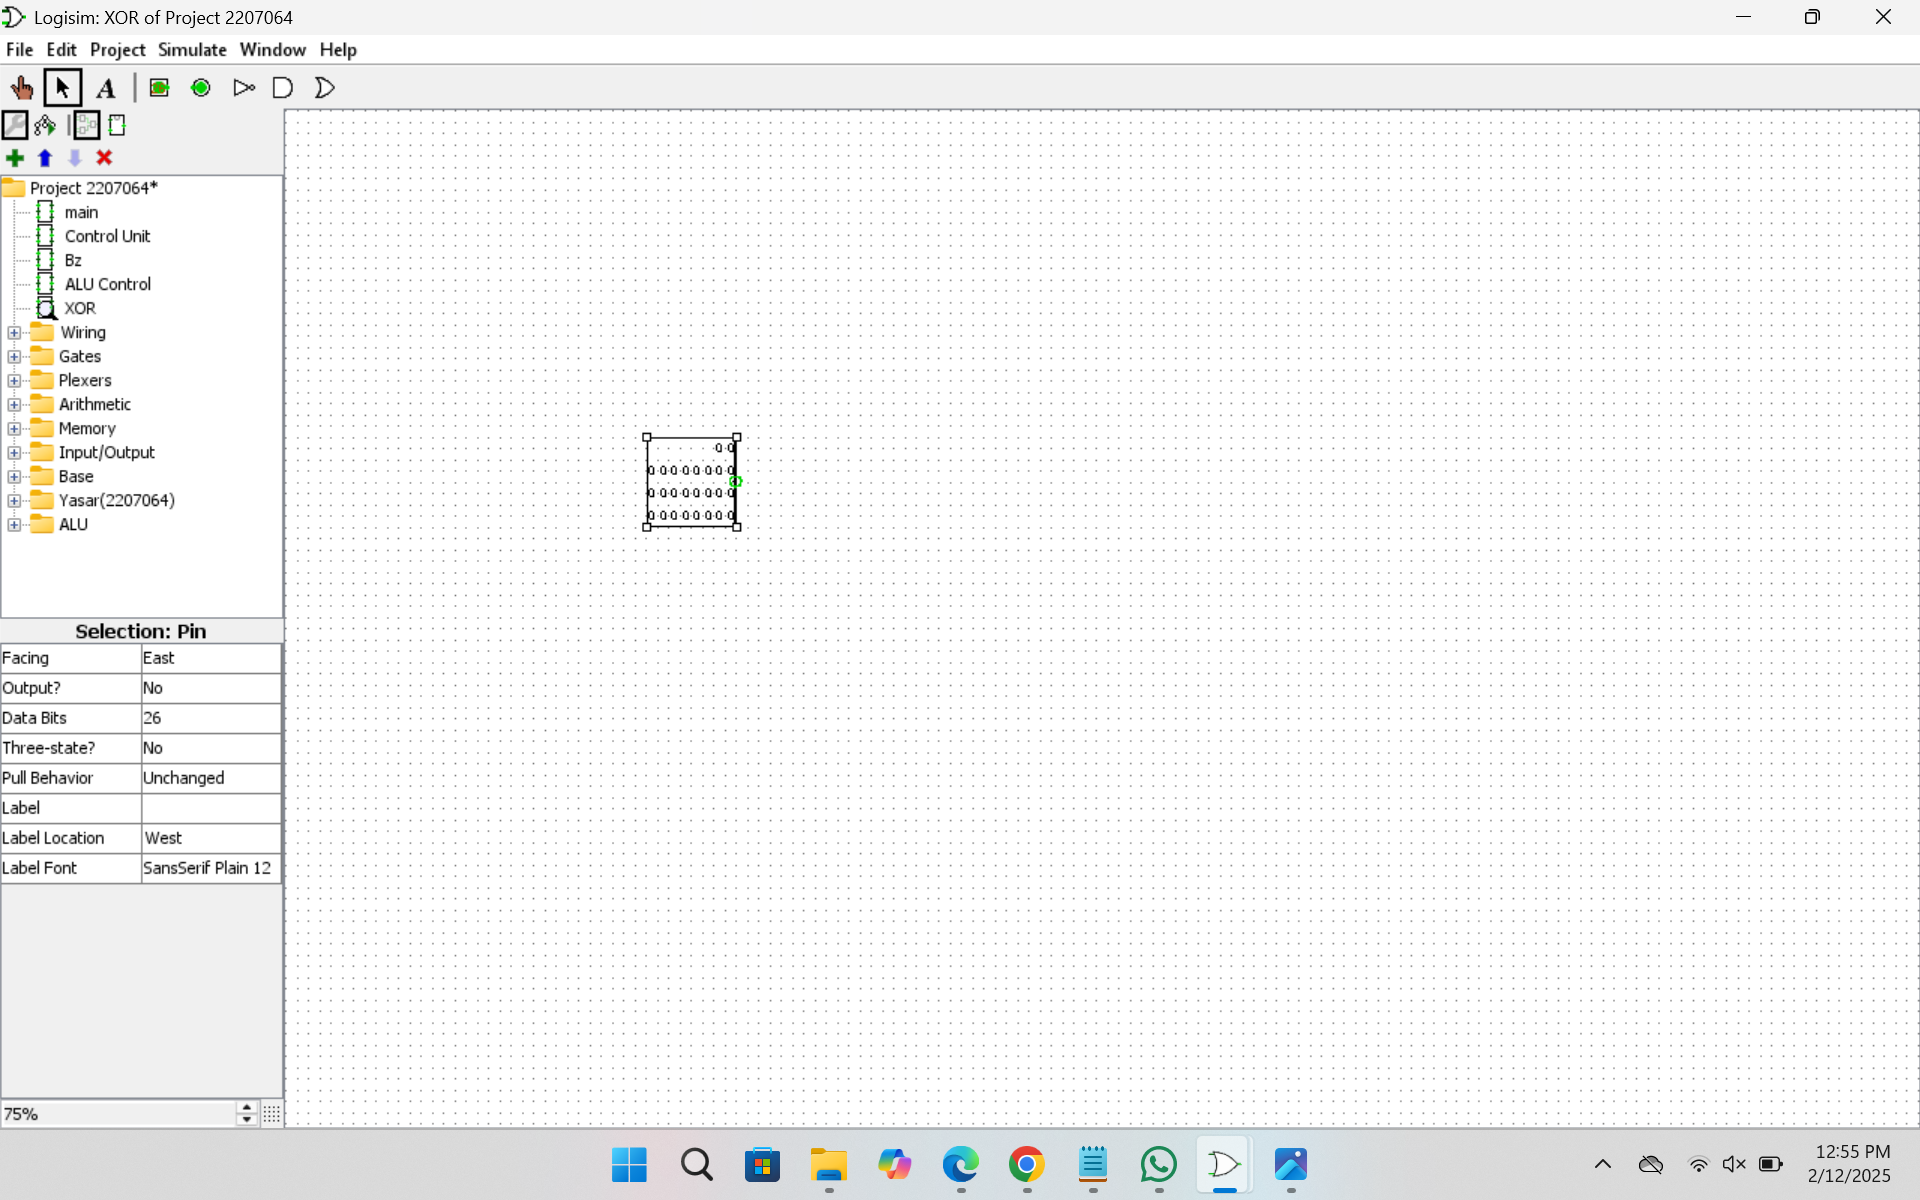 Logisim: XOR of Project 2207064
File Edit Project Simulate Window Help
A
Project 2207064*
main
Control Unit
Bz
ALU Control
XOR
Wiring
Gates
Plexers
Arithmetic
Memory
Input/Output
Base
Yasar(2207064)
ALU
0 0
0 0 0 0 0 0 0 0
0 0 0 0 0 0 0 0
0 0 0 0 0 0 0 0
Selection: Pin
Facing East
Output? No
Data Bits 26
Three-state? No
Pull Behavior Unchanged
Label
Label Location West
Label Font SansSerif Plain 12
75%
12:55 PM
2/12/2025